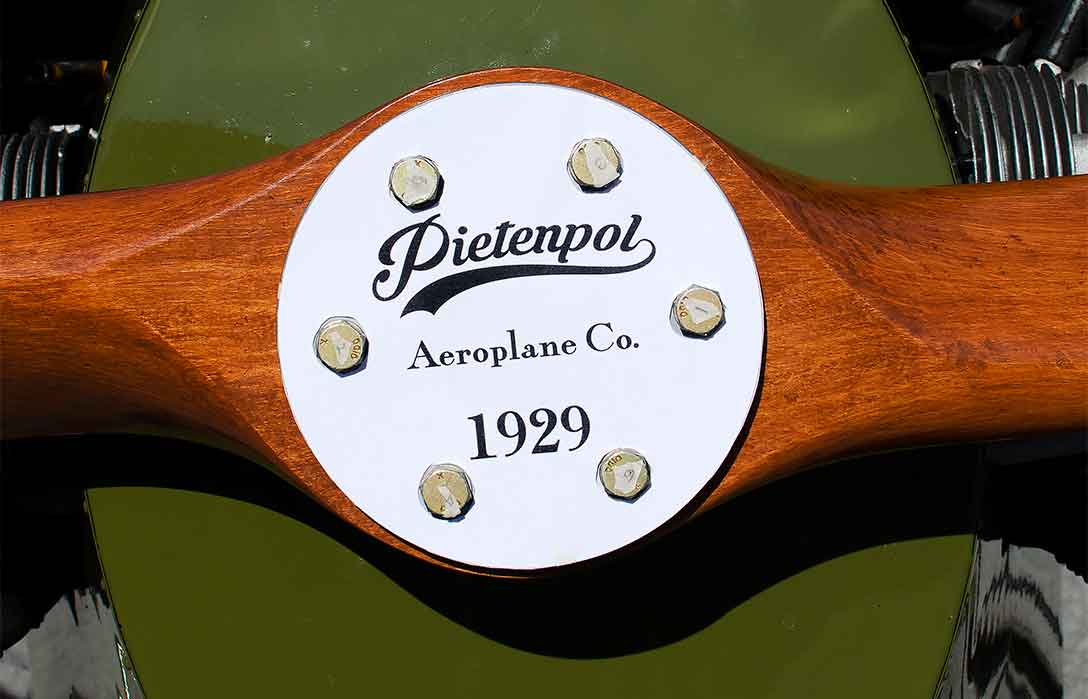 Pietenpol
Aeroplane Co.
1929